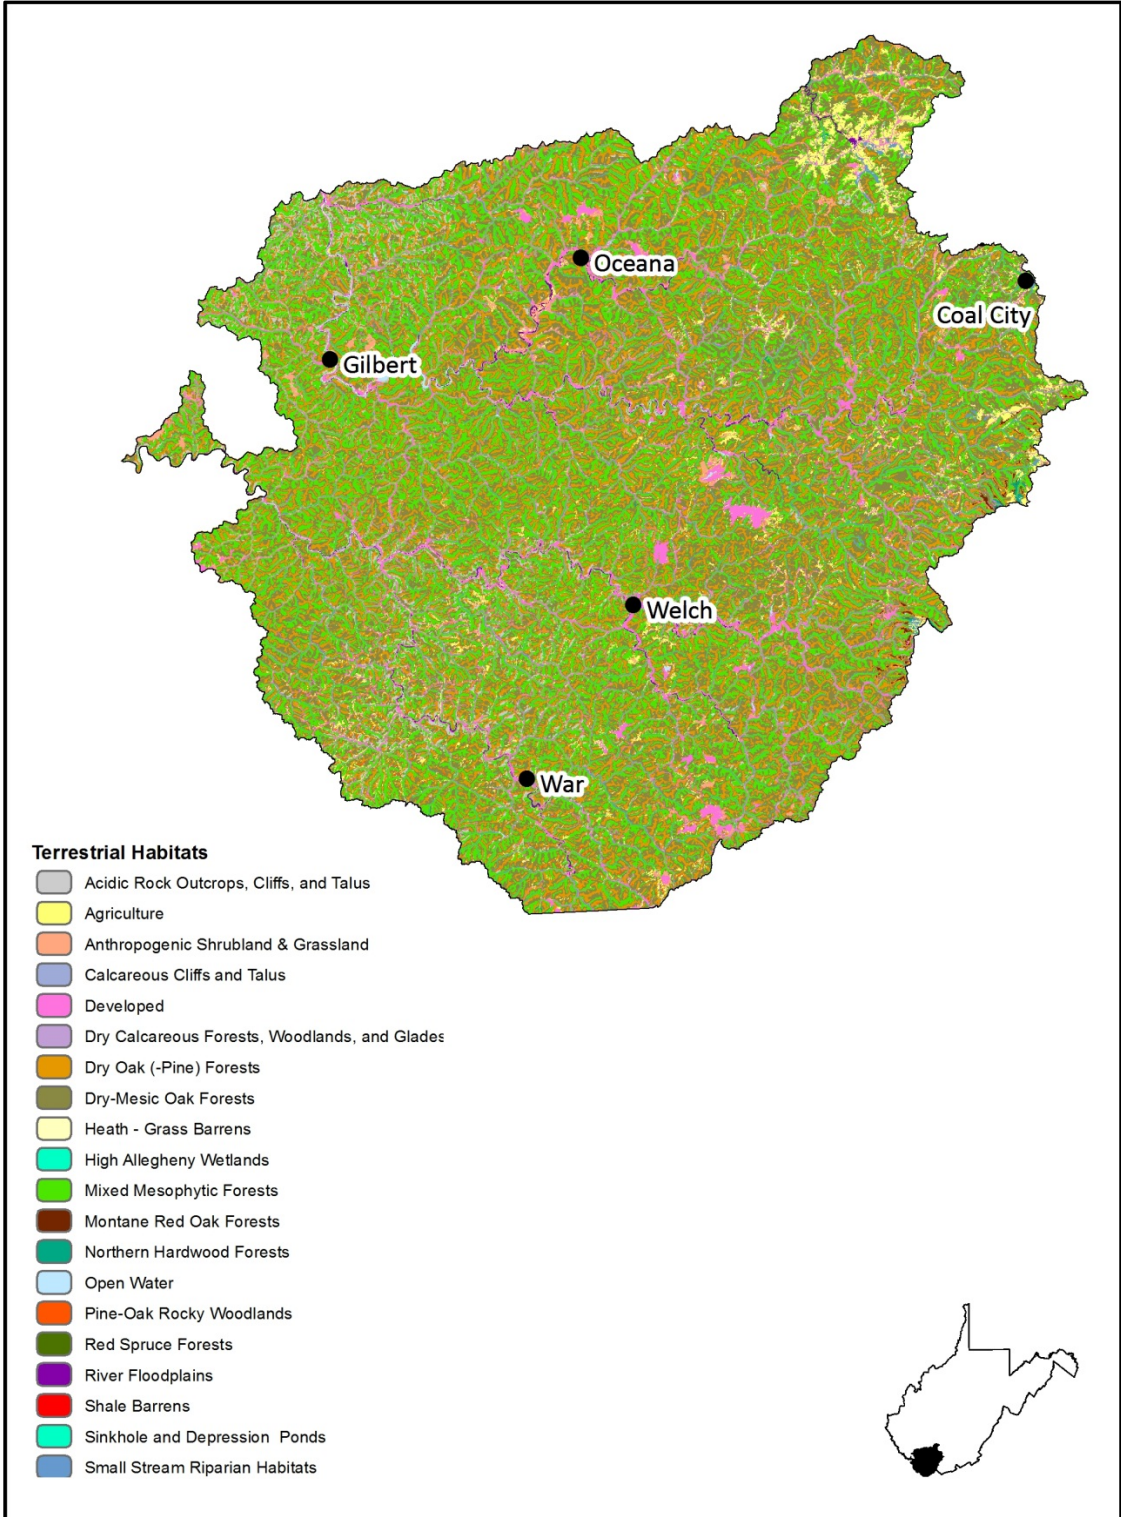 Oceana
Coal City
Gilbert
Welch
War
Terrestrial Habitats
Acidic Rock Outcrops, Cliffs, and Talus
Agriculture
Anthropogenic Shrubland & Grassland
Calcareous Cliffs and Talus
Developed
Dry Calcareous Forests, Woodlands, and Glades
Dry Oak (-Pine) Forests
Dry-Mesic Oak Forests
Heath - Grass Barrens
High Allegheny Wetlands
Mixed Mesophytic Forests
Montane Red Oak Forests
Northern Hardwood Forests
Open Water
Pine-Oak Rocky Woodlands
Red Spruce Forests
River Floodplains
Shale Barrens
Sinkhole and Depression Ponds
Small Stream Riparian Habitats